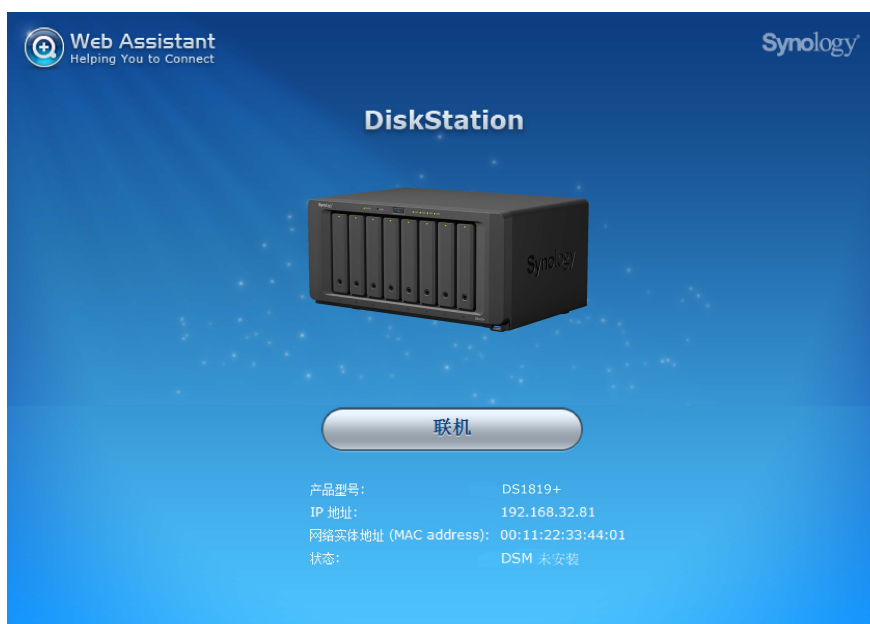 Web Assistant
Helping You to Connect
Synology
DiskStation
Synology
联机
产品型号: DS1819+
IP 地址: 192.168.32.81
网络实体地址 (MAC address): 00:11:22:33:44:01
状态: DSM 未安装